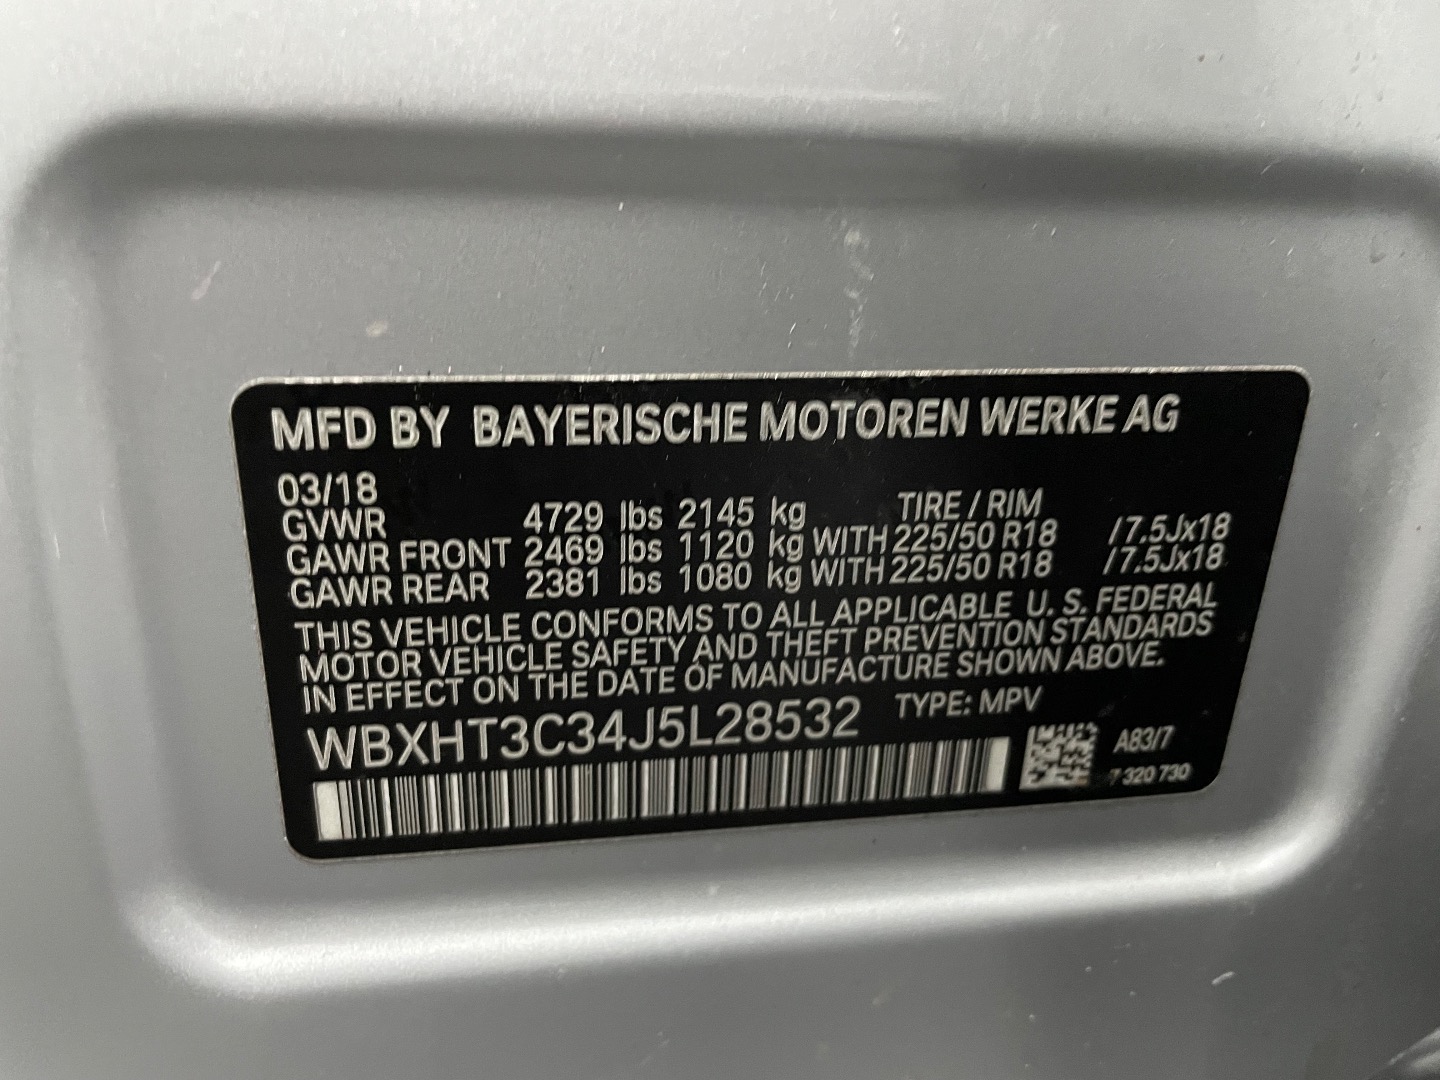 MFD BY BAYERISCHE MOTOREN WERKE AG
03/18
GVWR 4729 lbs 2145 kg TIRE / RIM
GAWR FRONT 2469 lbs 1120 kg WITH 225/50 R18 /7.5Jx18
GAWR REAR 2381 lbs 1080 kg WITH 225/50 R18 /7.5Jx18
THIS VEHICLE CONFORMS TO ALL APPLICABLE U. S. FEDERAL
MOTOR VEHICLE SAFETY AND THEFT PREVENTION STANDARDS
IN EFFECT ON THE DATE OF MANUFACTURE SHOWN ABOVE.
WBXHT3C34J5L28532 TYPE: MPV
A83/7
7 320 730